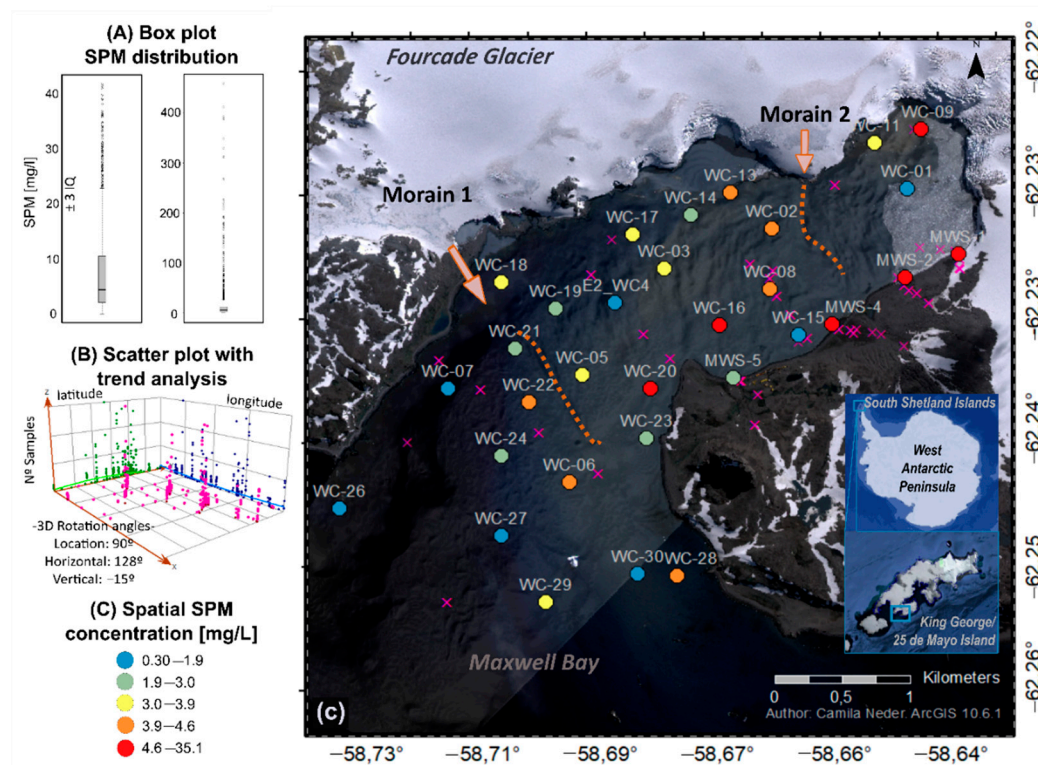 (A) Box plot
SPM distribution
SPM [mg/l]
± 3 IQ
40
30
20
10
0
400
300
200
100
0
(B) Scatter plot with
trend analysis
latitude
longitude
z
Nº Samples
x
-3D Rotation angles-
Location: 90º
Horizontal: 128º
Vertical: −15º
(C) Spatial SPM
concentration [mg/L]
0.30—1.9
1.9—3.0
3.0—3.9
3.9—4.6
4.6—35.1
Fourcade Glacier
N
Morain 2
Morain 1
WC-09
WC-11
WC-01
WC-13
WC-14
WC-02
WC-17
WC-03
MWS-1
MWS-2
WC-18
WC-08
E2_WC4
WC-19
WC-16
MWS-4
WC-15
WC-21
WC-05
MWS-5
WC-07
WC-22
WC-20
WC-23
WC-24
WC-06
WC-26
WC-27
WC-30
WC-28
WC-29
South Shetland Islands
West
Antarctic
Peninsula
King George/
25 de Mayo Island
Maxwell Bay
Kilometers
0
0,5
1
Author: Camila Neder. ArcGIS 10.6.1
(c)
−58,73°
−58,71°
−58,69°
−58,67°
−58,66°
−58,64°
−62,22°
−62,23°
−62,23°
−62,24°
−62,25°
−62,26°